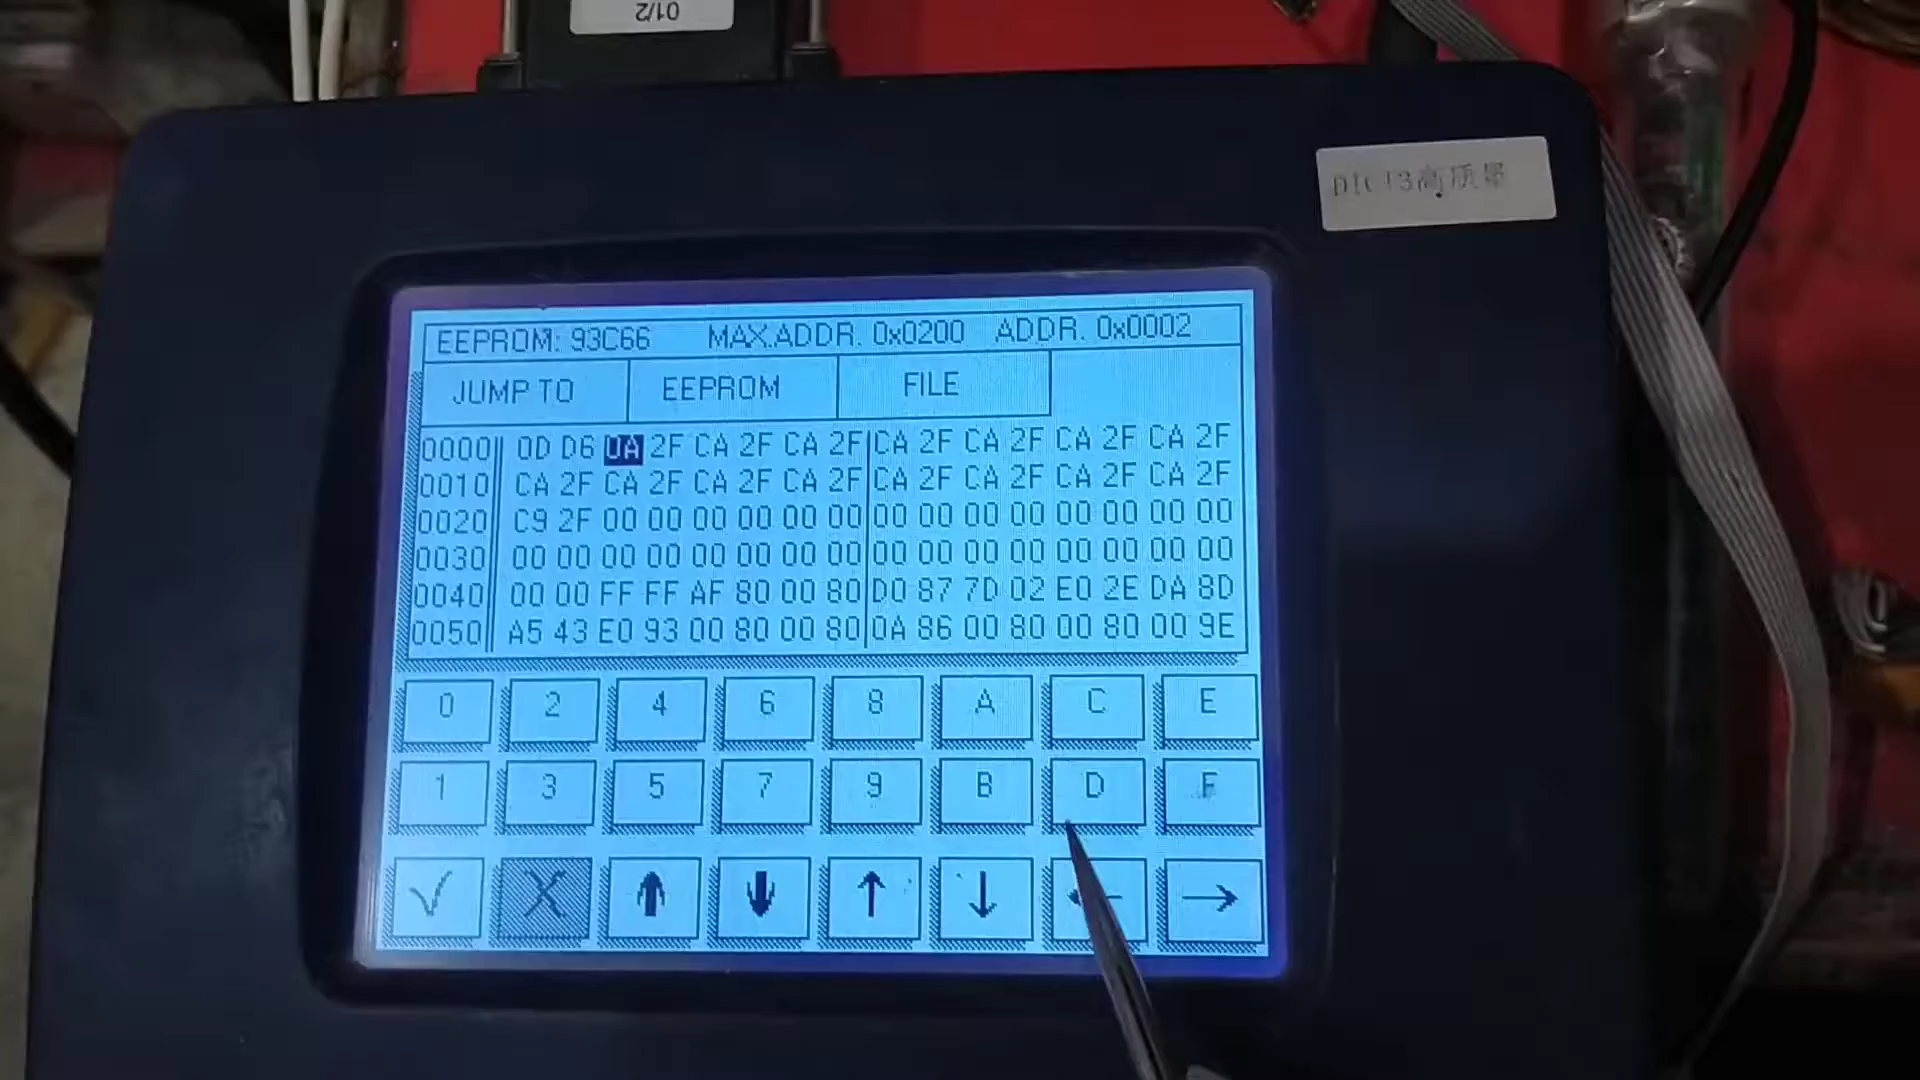 01/2
高质量
EEPROM: 93C66 MAX.ADDR. 0x0200 ADDR. 0x0002
JUMP TO EEPROM FILE
0000 0D D6 0A 2F CA 2F CA 2F CA 2F CA 2F CA 2F CA 2F
0010 CA 2F CA 2F CA 2F CA 2F CA 2F CA 2F CA 2F CA 2F
0020 C9 2F 00 00 00 00 00 00 00 00 00 00 00 00 00 00
0030 00 00 00 00 00 00 00 00 00 00 00 00 00 00 00 00
0040 00 00 FF FF AF 80 00 80 D0 87 7D 02 E0 2E DA 8D
0050 A5 43 E0 93 00 80 00 80 0A 86 00 80 00 80 00 9E
0 2 4 6 8 A C E
1 3 5 7 9 B D F